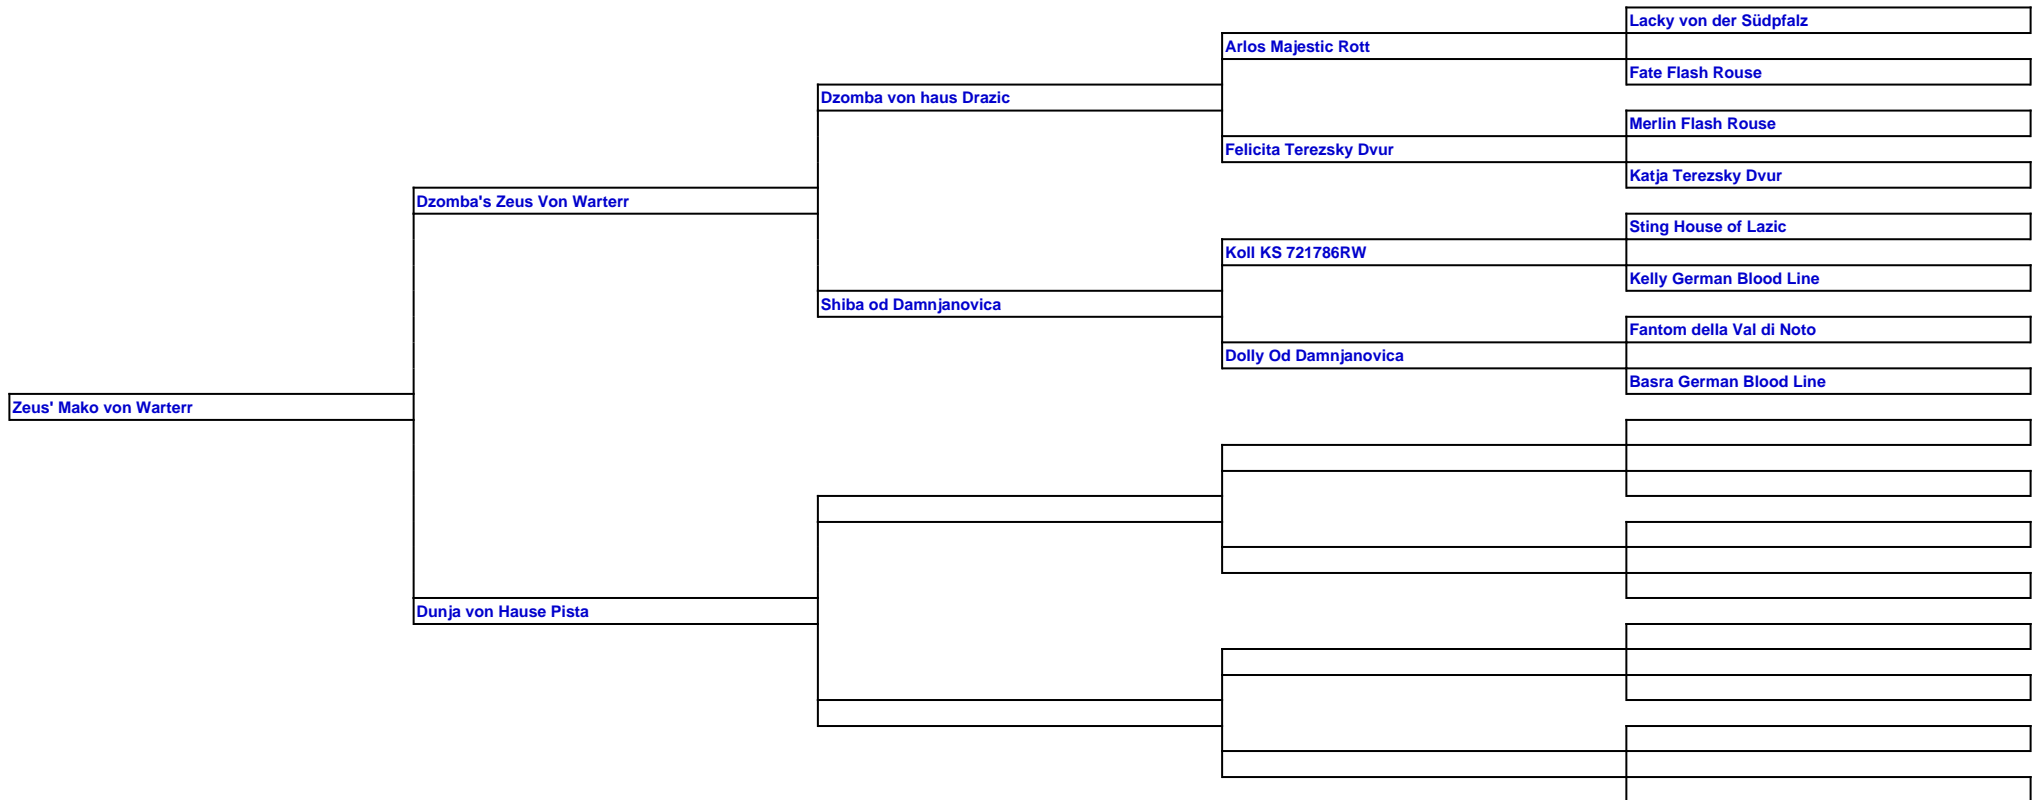 Lacky von der Südpfalz
Arlos Majestic Rott
Fate Flash Rouse
Dzomba von haus Drazic
Merlin Flash Rouse
Felicita Terezsky Dvur
Katja Terezsky Dvur
Dzomba's Zeus Von Warterr
Sting House of Lazic
Koll KS 721786RW
Kelly German Blood Line
Shiba od Damnjanovica
Fantom della Val di Noto
Dolly Od Damnjanovica
Basra German Blood Line
Zeus' Mako von Warterr
Dunja von Hause Pista